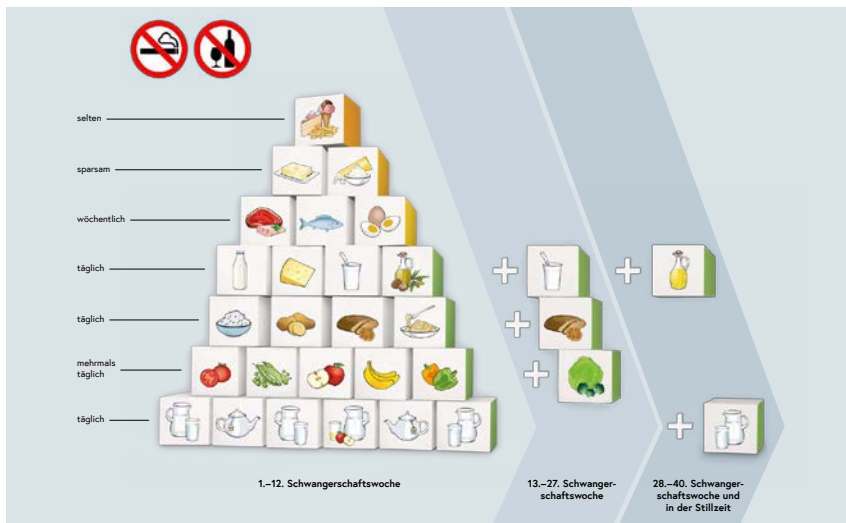 selten
sparsam
wöchentlich
täglich
täglich
mehrmals
täglich
täglich
1.–12. Schwangerschaftswoche
13.–27. Schwanger-
schaftswoche
28.–40. Schwanger-
schaftswoche und
in der Stillzeit